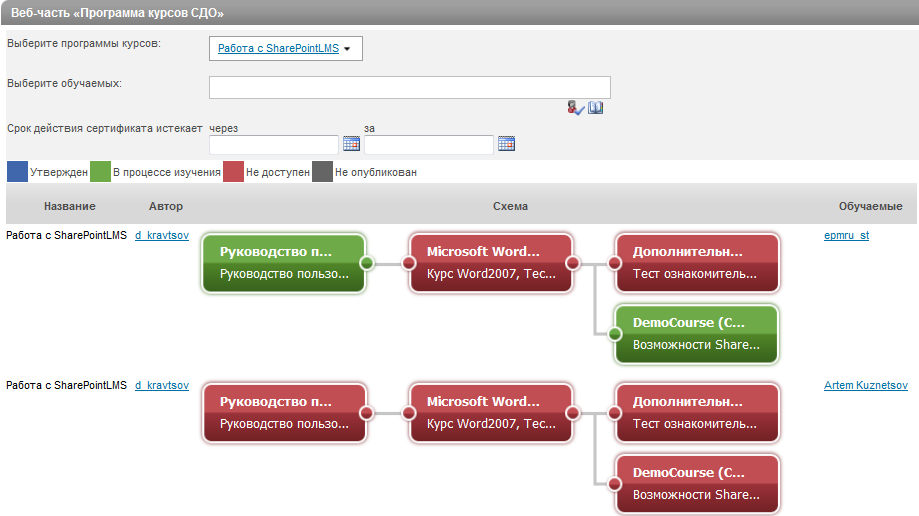 Веб-часть «Программа курсов СДО»
Выберите программы курсов:
Работа с SharePointLMS
Выберите обучаемых:
Срок действия сертификата истекает через за
Утвержден В процессе изучения Не доступен Не опубликован
Название Автор Схема Обучаемые
Работа с SharePointLMS d_kravtsov epmru_st
Руководство п... Microsoft Word... Дополнительн...
Руководство пользо... Курс Word2007, Тес... Тест ознакомитель...
DemoCourse (С...
Возможности Share...
Работа с SharePointLMS d_kravtsov Artem Kuznetsov
Руководство п... Microsoft Word... Дополнительн...
Руководство пользо... Курс Word2007, Тес... Тест ознакомитель...
DemoCourse (С...
Возможности Share...